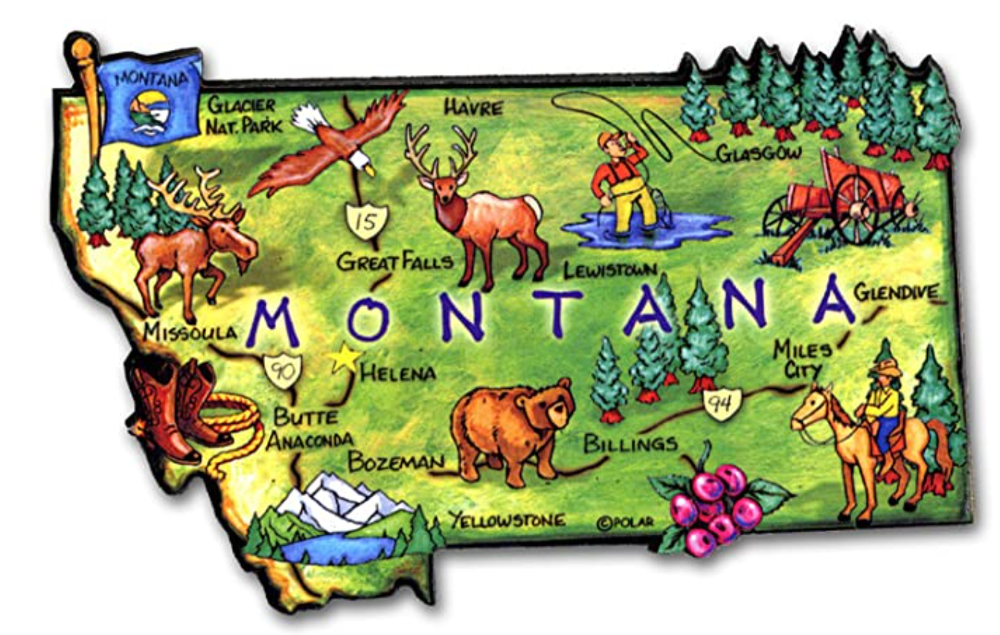 MONTANA
GLACIER
NAT. PARK
HAVRE
GLASGOW
15
GREAT FALLS
LEWISTOWN
MONTANA
GLENDIVE
MISSOULA
90
HELENA
MILES
CITY
94
BUTTE
ANACONDA
BOZEMAN
BILLINGS
YELLOWSTONE
©POLAR